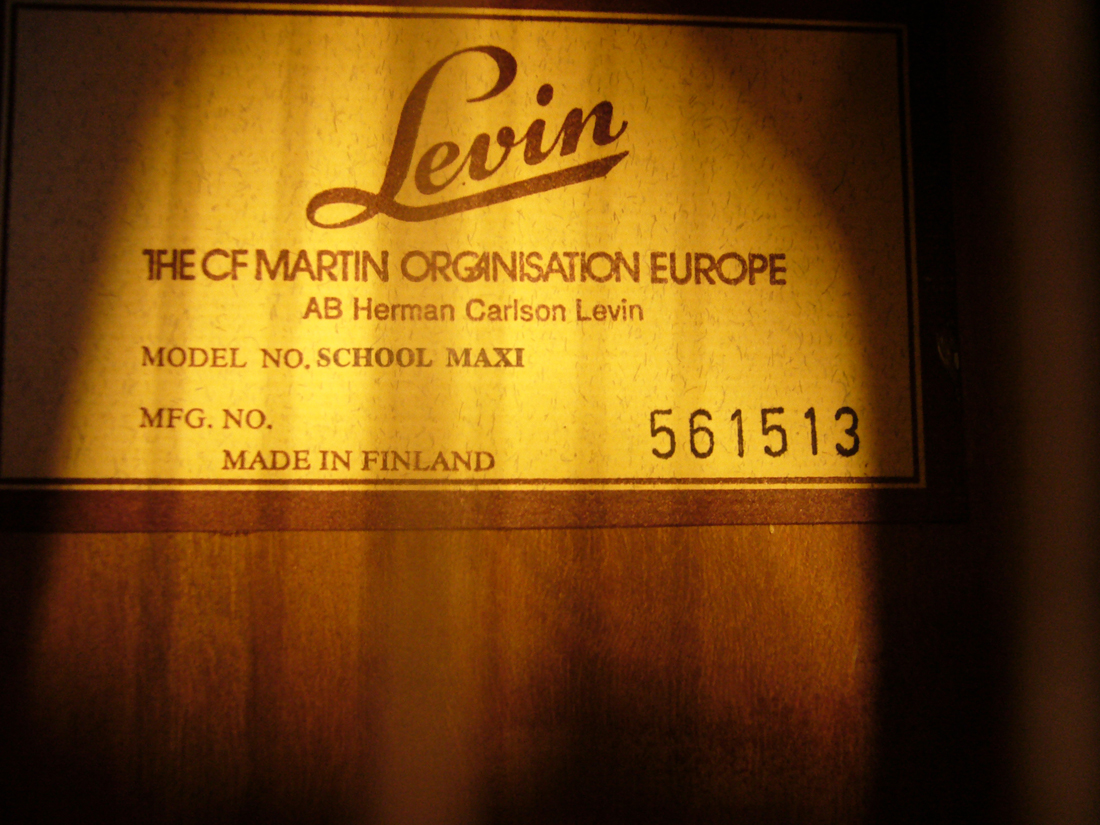 Levin
THE CF MARTIN ORGANISATION EUROPE
AB Herman Carlson Levin
MODEL NO. SCHOOL MAXI
MFG. NO. 561513
MADE IN FINLAND